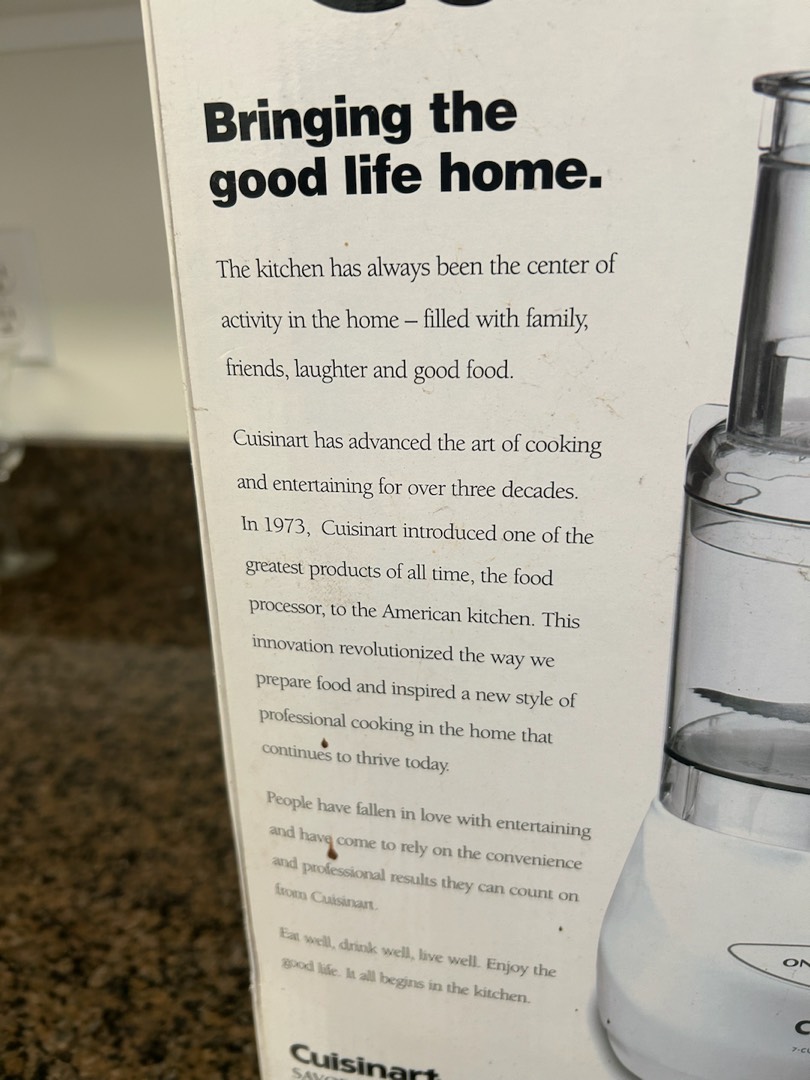 Bringing the
good life home.
The kitchen has always been the center of
activity in the home – filled with family,
friends, laughter and good food.
Cuisinart has advanced the art of cooking
and entertaining for over three decades.
In 1973, Cuisinart introduced one of the
greatest products of all time, the food
processor, to the American kitchen. This
innovation revolutionized the way we
prepare food and inspired a new style of
professional cooking in the home that
continues to thrive today.
People have fallen in love with entertaining
and have come to rely on the convenience
and professional results they can count on
from Cuisinart.
Eat well, drink well, live well. Enjoy the
good life. It all begins in the kitchen.
Cuisinart
ON